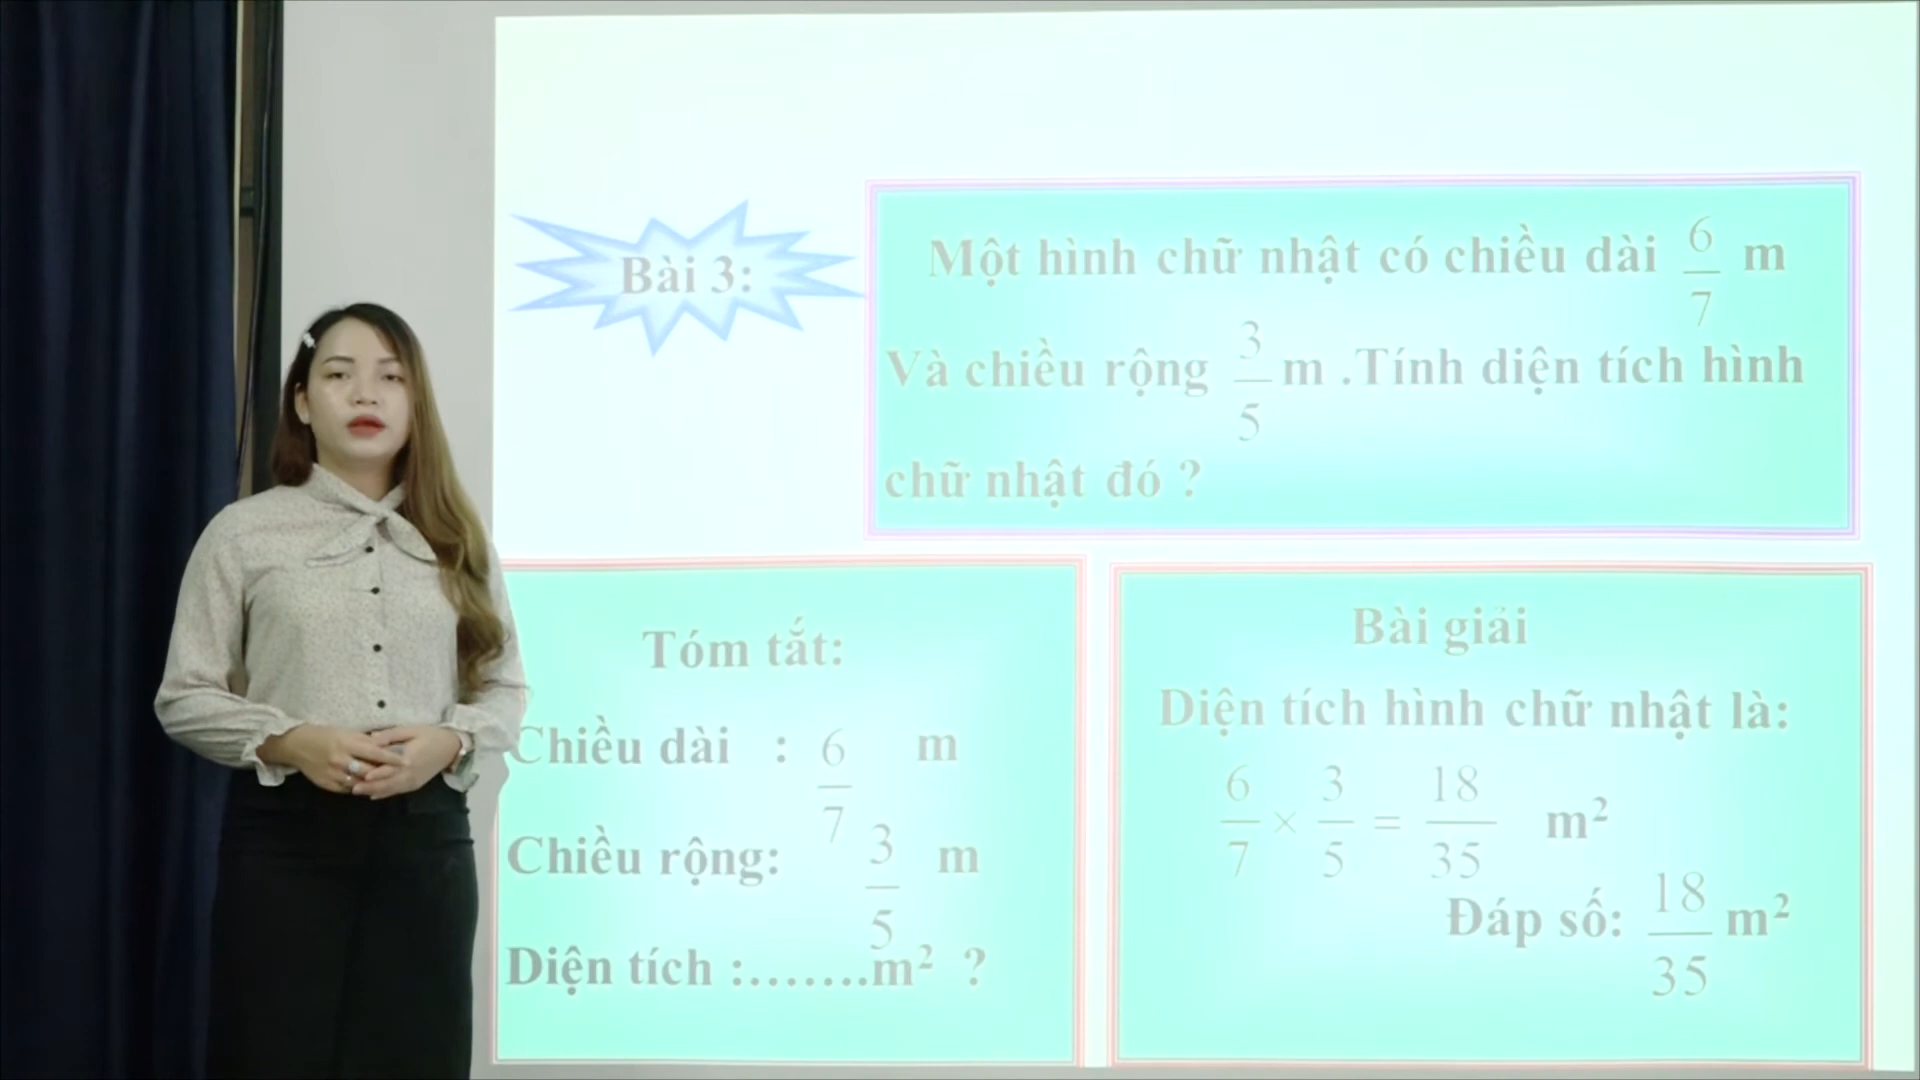 Bài 3:
Một hình chữ nhật có chiều dài 6/7 m
Và chiều rộng 3/5 m .Tính diện tích hình
chữ nhật đó ?
Tóm tắt:
Chiều dài : 6/7 m
Chiều rộng: 3/5 m
Diện tích :.......m² ?
Bài giải
Diện tích hình chữ nhật là:
6/7 × 3/5 = 18/35 m²
Đáp số: 18/35 m²